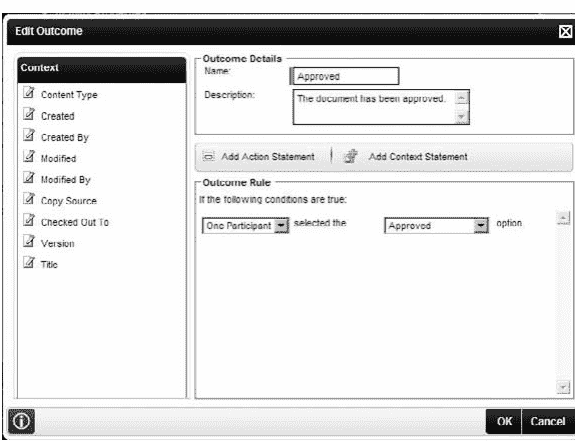 Edit Outcome
Context
Content Type
Created
Created By
Modified
Modified By
Copy Source
Checked Out To
Version
Title
Outcome Details
Name:
Approved
Description:
The document has been approved.
Add Action Statement
Add Context Statement
Outcome Rule
If the following conditions are true:
One Participant selected the Approved option
OK Cancel